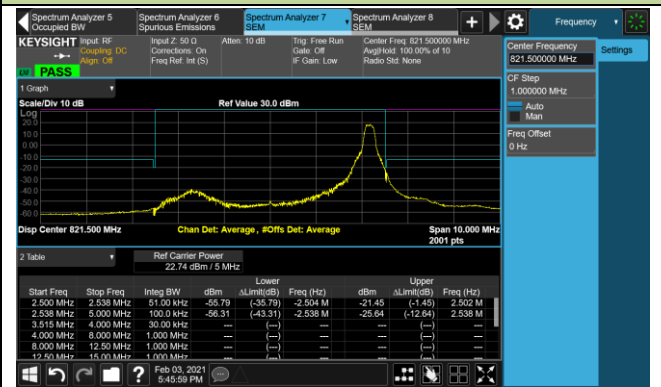 Spectrum Analyzer 5
Occupied BW
Spectrum Analyzer 6
Spurious Emissions
Spectrum Analyzer 7
SEM
Spectrum Analyzer 8
SEM
Frequency
KEYSIGHT
Input: RF
Coupling: DC
Align: Off
Input Z: 50 Ω
Corrections: On
Freq Ref: Int (S)
Atten: 10 dB
Trig: Free Run
Gate: Off
IF Gain: Low
Center Freq: 821.500000 MHz
Avg|Hold: 100.00% of 10
Radio Std: None
PASS
Center Frequency
821.500000 MHz
Settings
CF Step
1.000000 MHz
Auto
Man
Freq Offset
0 Hz
1 Graph
Scale/Div 10 dB
Ref Value 30.0 dBm
Log
20.0
10.0
0.00
-10.0
-20.0
-30.0
-40.0
-50.0
-60.0
Disp Center 821.500 MHz
Chan Det: Average , #Offs Det: Average
Span 10.000 MHz
2001 pts
2 Table
Ref Carrier Power
22.74 dBm / 5 MHz
Lower Upper
Start Freq Stop Freq Integ BW dBm ΔLimit(dB) Freq (Hz) dBm ΔLimit(dB) Freq (Hz)
2.500 MHz 2.538 MHz 51.00 kHz -55.79 (-35.79) -2.504 M -21.45 (-1.45) 2.502 M
2.538 MHz 5.000 MHz 100.0 kHz -56.31 (-43.31) -2.538 M -25.64 (-12.64) 2.538 M
3.515 MHz 4.000 MHz 30.00 kHz --- (---) --- --- (---) ---
4.000 MHz 8.000 MHz 1.000 MHz --- (---) --- --- (---) ---
8.000 MHz 12.50 MHz 1.000 MHz --- (---) --- --- (---) ---
12.50 MHz 15.00 MHz 1.000 MHz --- (---) --- --- (---) ---
Feb 03, 2021
5:45:59 PM